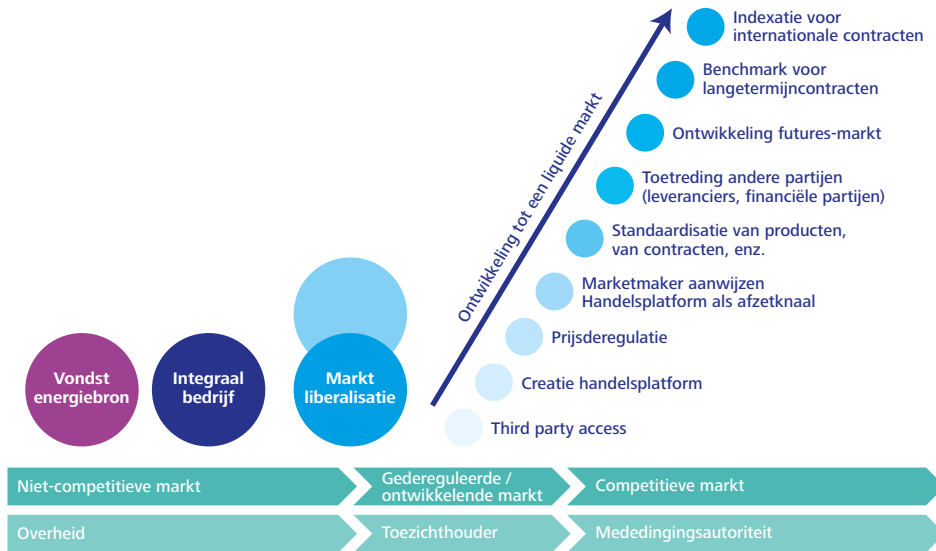 Indexatie voor
internationale contracten
Benchmark voor
langetermijncontracten
Ontwikkeling futures-markt
Toetreding andere partijen
(leveranciers, financiële partijen)
Standaardisatie van producten,
van contracten, enz.
Marketmaker aanwijzen
Handelsplatform als afzetknaal
Prijsderegulatie
Creatie handelsplatform
Third party access
Ontwikkeling tot een liquide markt
Vondst
energiebron
Integraal
bedrijf
Markt
liberalisatie
Niet-competitieve markt
Gedereguleerde /
ontwikkelende markt
Competitieve markt
Overheid
Toezichthouder
Mededingingsautoriteit